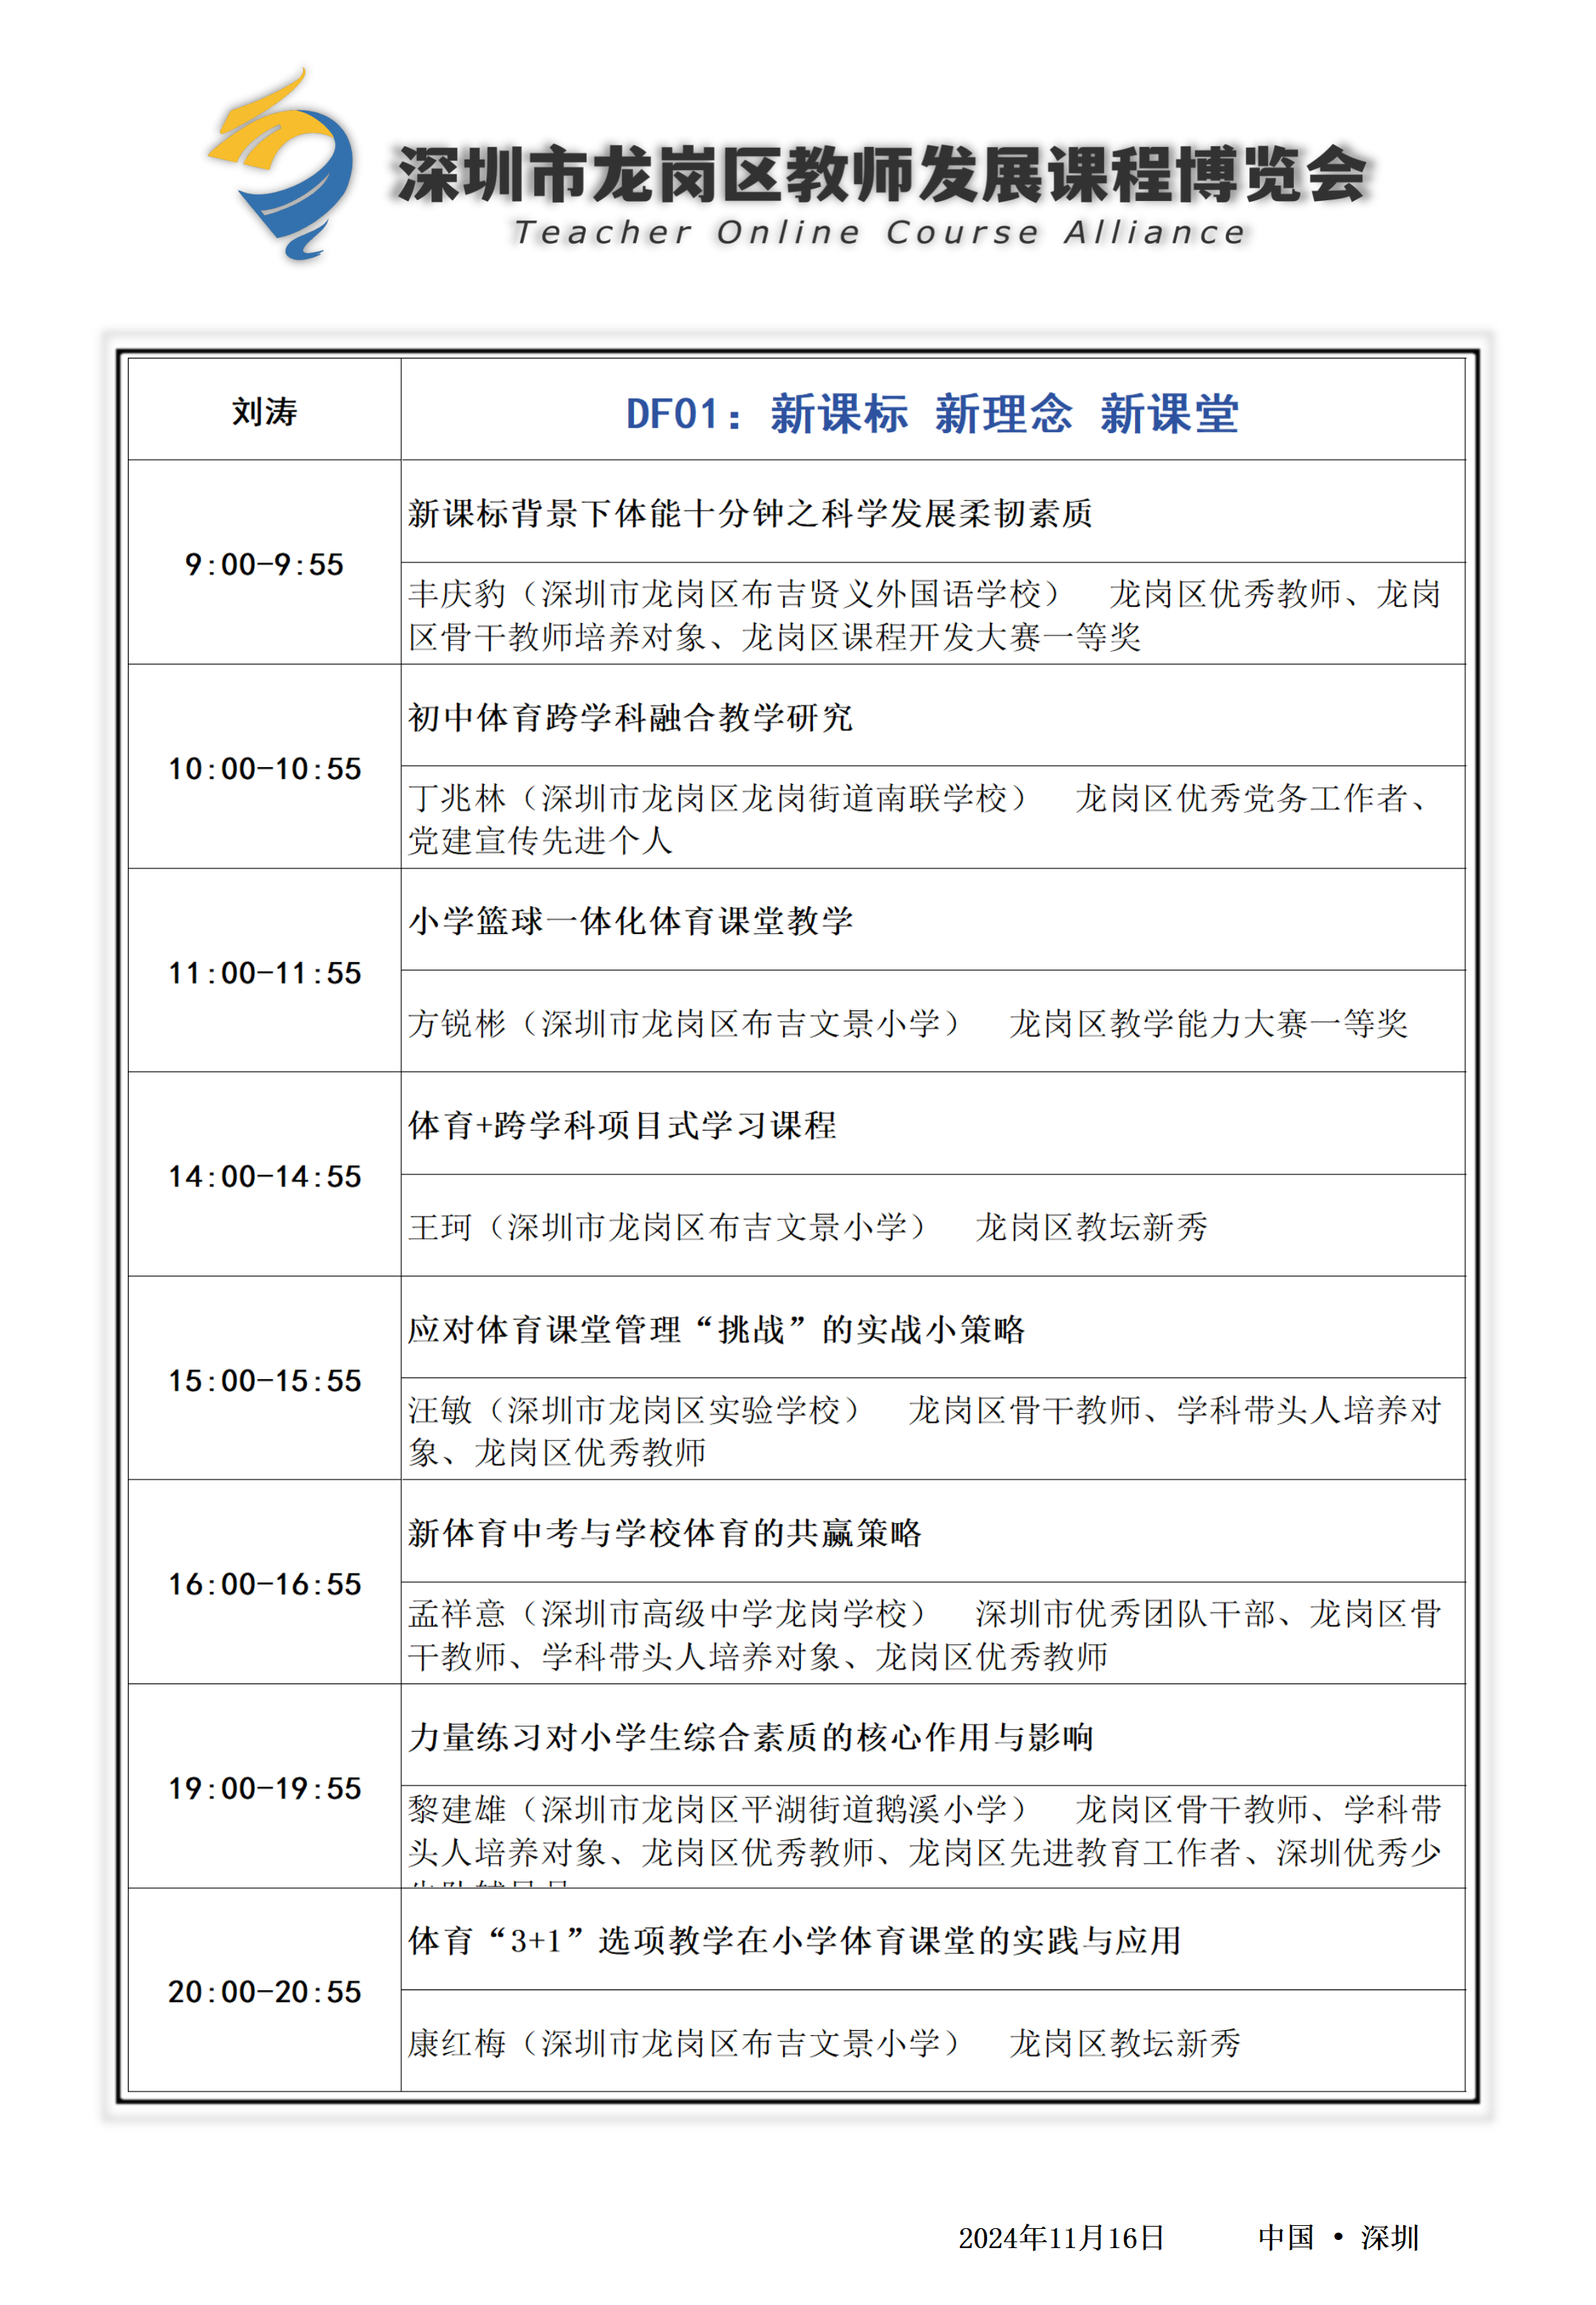 深圳市龙岗区教师发展课程博览会
Teacher Online Course Alliance
刘涛
DF01：新课标 新理念 新课堂
9:00-9:55
新课标背景下体能十分钟之科学发展柔韧素质
丰庆豹（深圳市龙岗区布吉贤义外国语学校） 龙岗区优秀教师、龙岗
区骨干教师培养对象、龙岗区课程开发大赛一等奖
10:00-10:55
初中体育跨学科融合教学研究
丁兆林（深圳市龙岗区龙岗街道南联学校） 龙岗区优秀党务工作者、
党建宣传先进个人
11:00-11:55
小学篮球一体化体育课堂教学
方锐彬（深圳市龙岗区布吉文景小学） 龙岗区教学能力大赛一等奖
14:00-14:55
体育+跨学科项目式学习课程
王珂（深圳市龙岗区布吉文景小学） 龙岗区教坛新秀
15:00-15:55
应对体育课堂管理“挑战”的实战小策略
汪敏（深圳市龙岗区实验学校） 龙岗区骨干教师、学科带头人培养对
象、龙岗区优秀教师
16:00-16:55
新体育中考与学校体育的共赢策略
孟祥意（深圳市高级中学龙岗学校） 深圳市优秀团队干部、龙岗区骨
干教师、学科带头人培养对象、龙岗区优秀教师
19:00-19:55
力量练习对小学生综合素质的核心作用与影响
黎建雄（深圳市龙岗区平湖街道鹅溪小学） 龙岗区骨干教师、学科带
头人培养对象、龙岗区优秀教师、龙岗区先进教育工作者、深圳优秀少
20:00-20:55
体育“3+1”选项教学在小学体育课堂的实践与应用
康红梅（深圳市龙岗区布吉文景小学） 龙岗区教坛新秀
2024年11月16日 中国 • 深圳